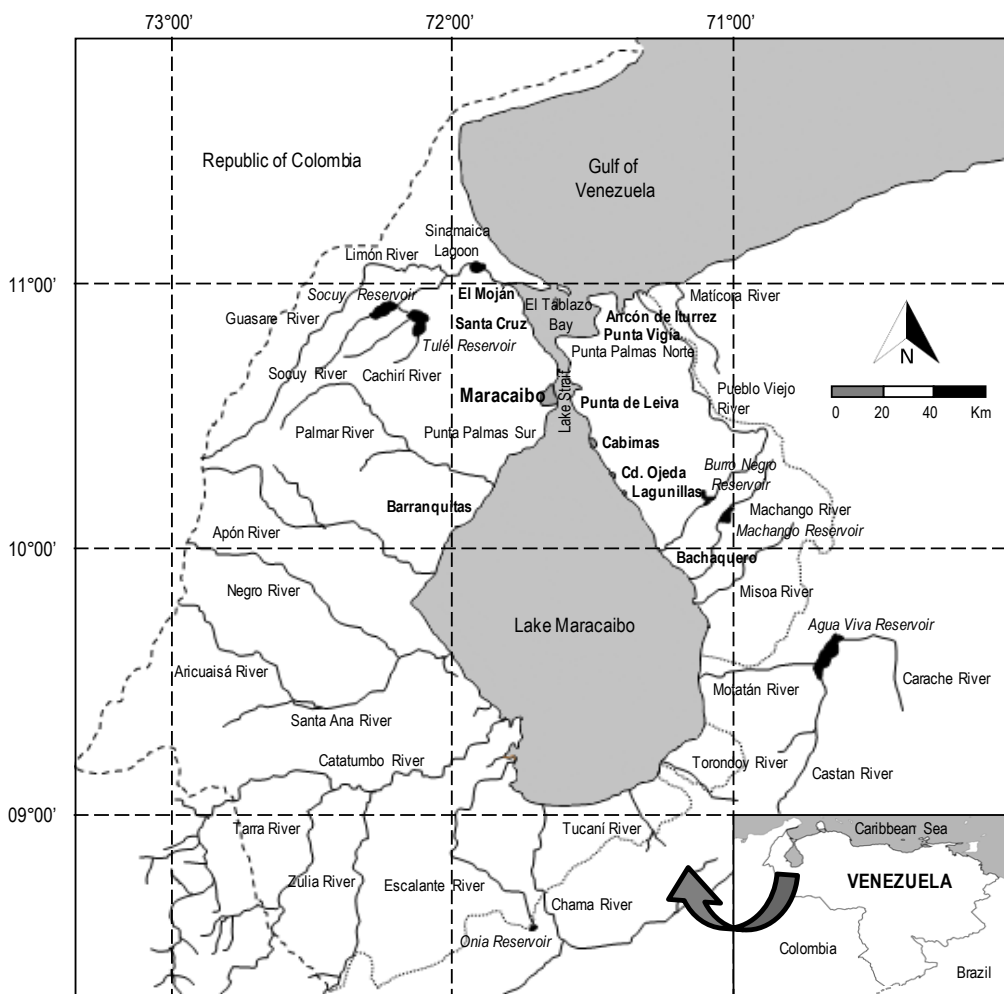 73°00'
72°00'
71°00'
Republic of Colombia
Gulf of
Venezuela
Sinamaica
Lagoon
Limón River
11°00'
El Moján
Socuy Reservoir
El Tablazo
Bay
Matícora River
Guasare River
Santa Cruz
Ancón de Iturrez
Punta Vigía
Tulé Reservoir
Punta Palmas Norte
N
Socuy River
Cachirí River
Lake Strait
Pueblo Viejo
River
Maracaibo
Punta de Leiva
0 20 40 Km
Palmar River
Punta Palmas Sur
Cabimas
Cd. Ojeda
Burro Negro
Reservoir
Lagunillas
Barranquitas
Machango River
Machango Reservoir
Apón River
10°00'
Bachaquero
Negro River
Misoa River
Lake Maracaibo
Agua Viva Reservoir
Aricuaisá River
Motatán River
Carache River
Santa Ana River
Catatumbo River
Torondoy River
Castan River
09°00'
Tarra River
Tucaní River
Caribbean Sea
Zulia River
Escalante River
VENEZUELA
Chama River
Onia Reservoir
Colombia
Brazil